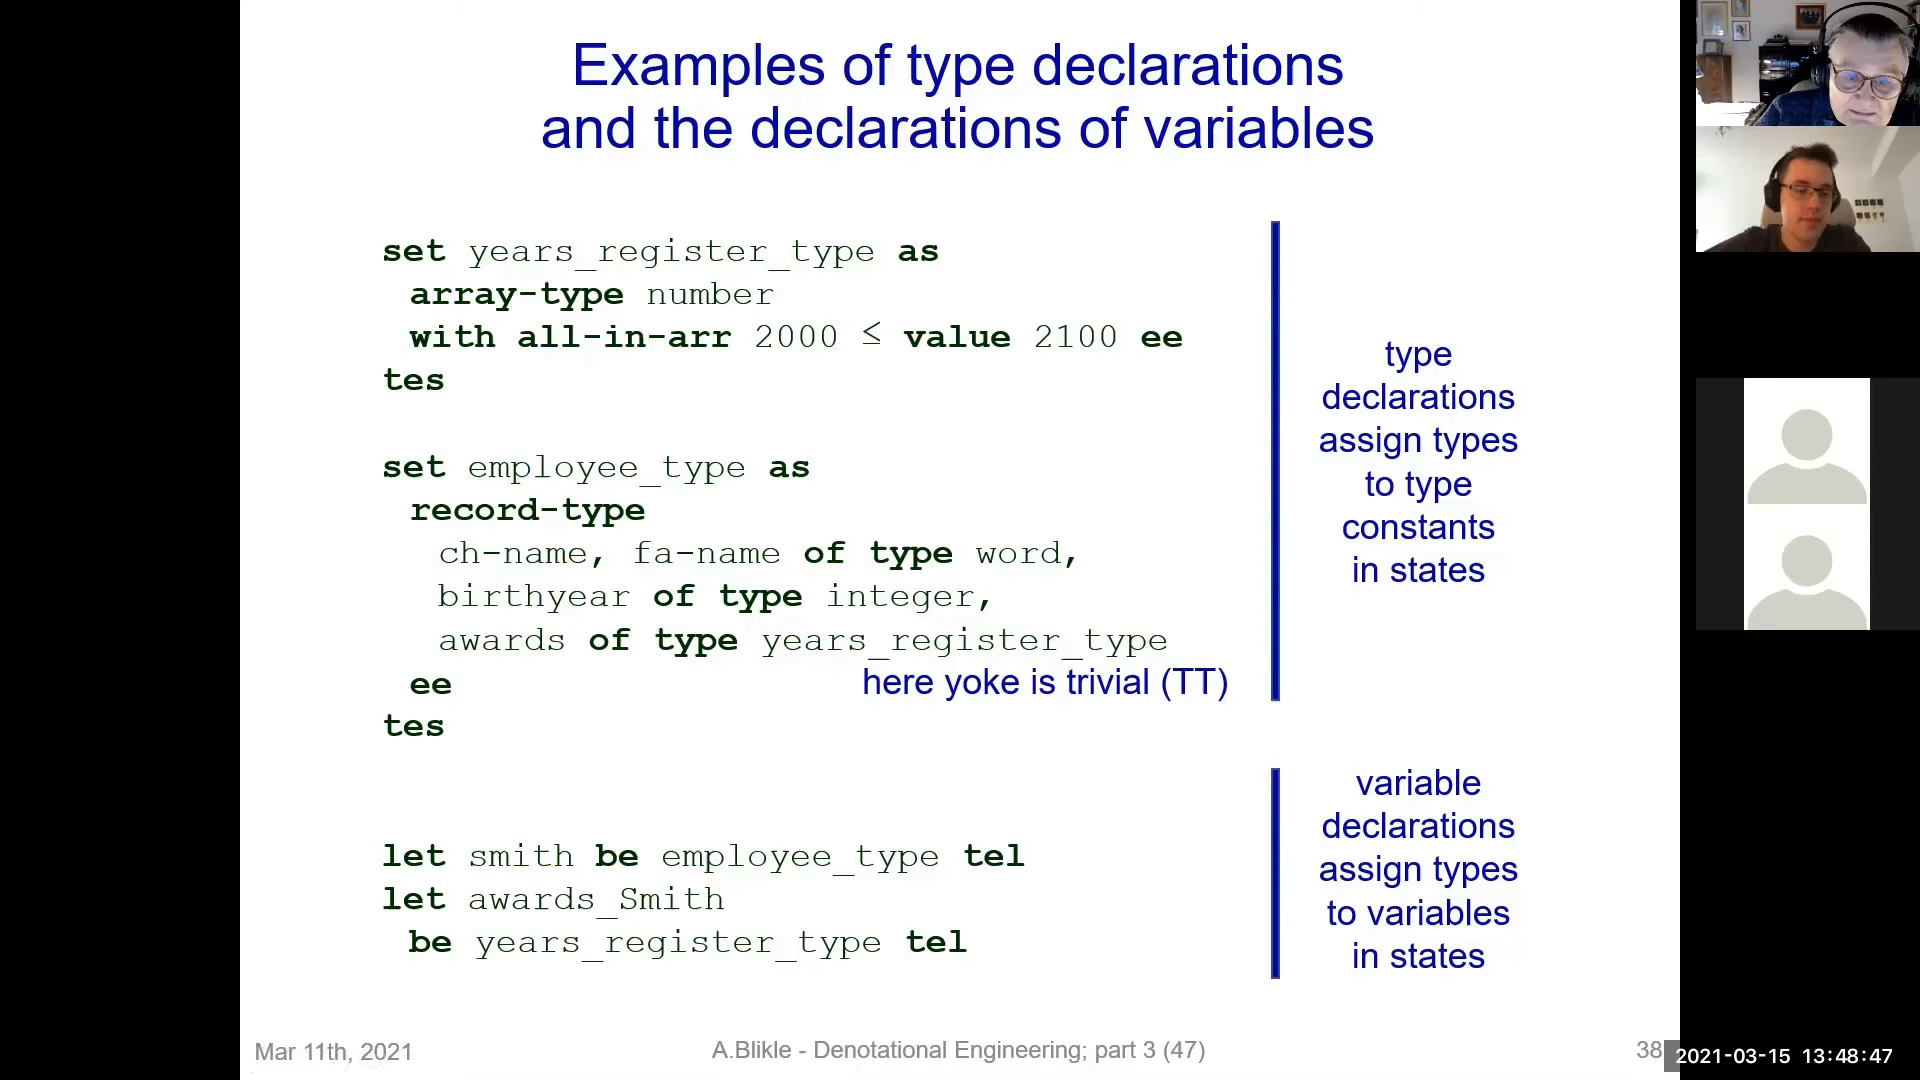 Examples of type declarations
and the declarations of variables
set years_register_type as
array-type number
with all-in-arr 2000 ≤ value 2100 ee
tes
set employee_type as
record-type
ch-name, fa-name of type word,
birthyear of type integer,
awards of type years_register_type
ee
here yoke is trivial (TT)
tes
type
declarations
assign types
to type
constants
in states
let smith be employee_type tel
let awards_Smith
be years_register_type tel
variable
declarations
assign types
to variables
in states
Mar 11th, 2021
A.Blikle - Denotational Engineering; part 3 (47)
38
2021-03-15 13:48:47